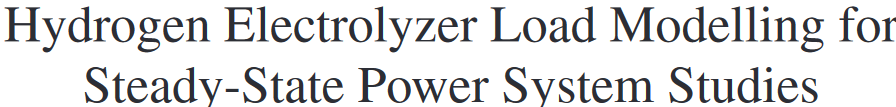 Hydrogen Electrolyzer Load Modelling for
Steady-State Power System Studies